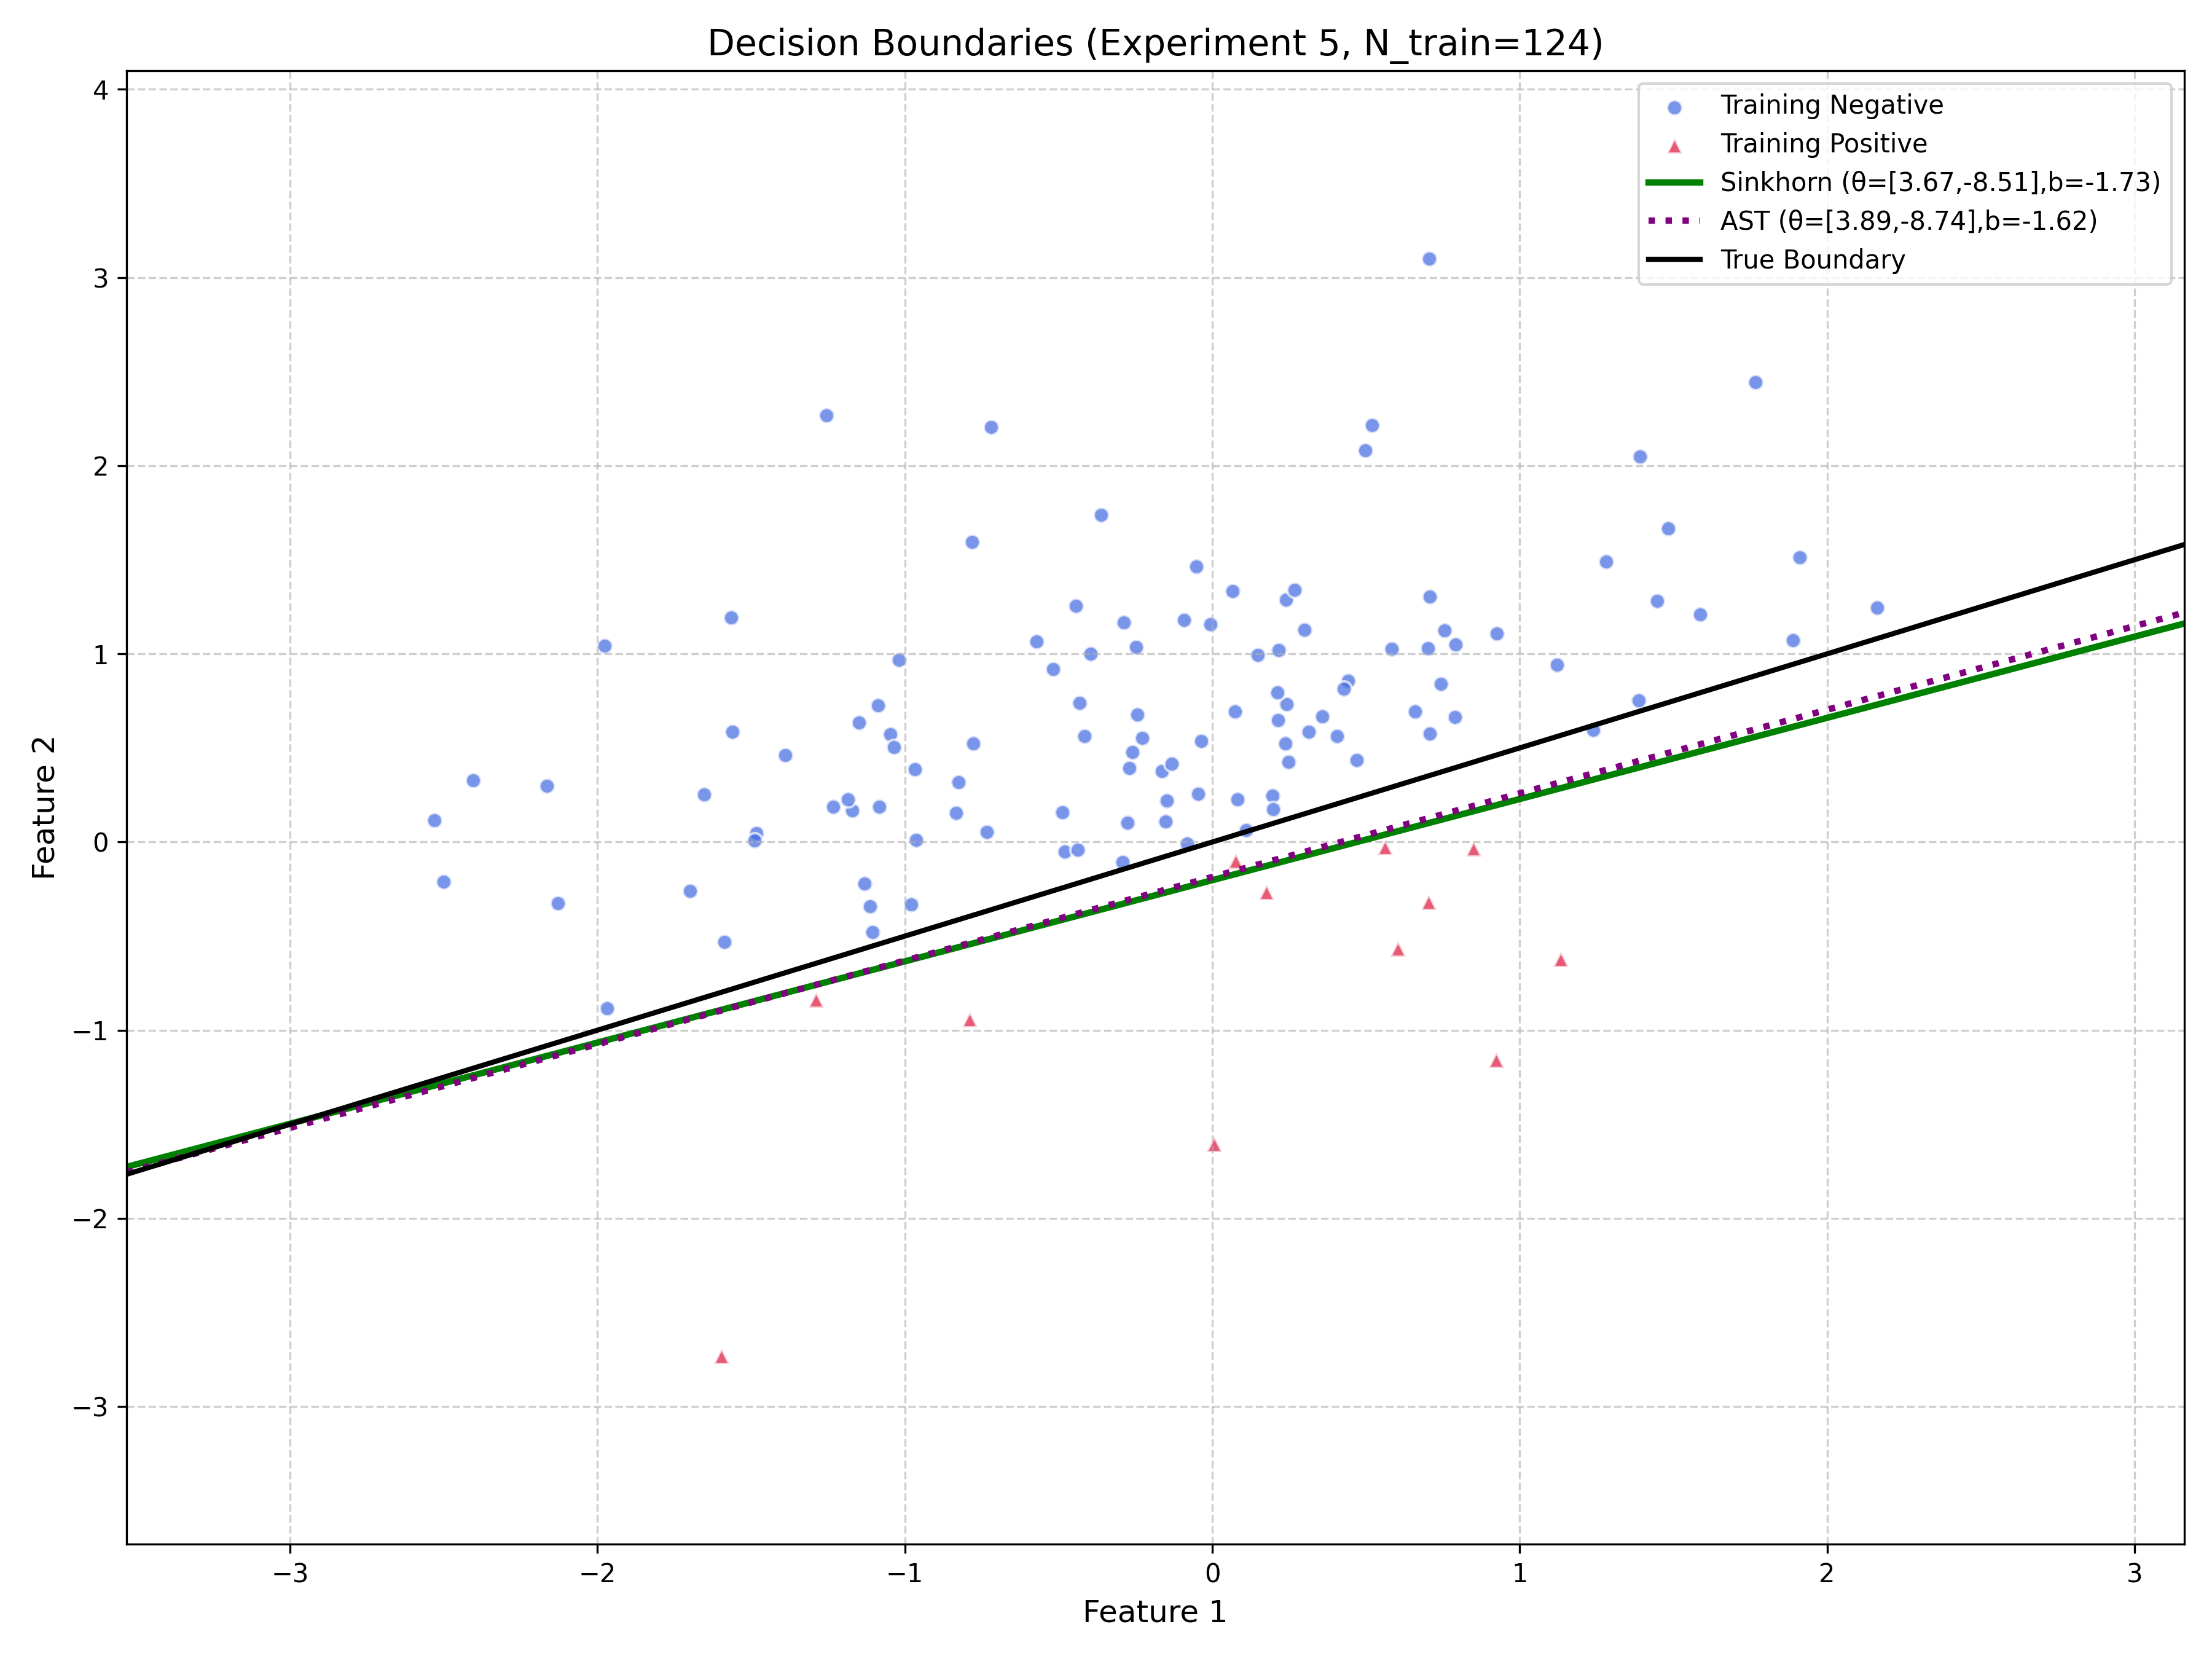 Decision Boundaries (Experiment 5, N_train=124)
Training Negative
Training Positive
Sinkhorn (θ=[3.67,-8.51],b=-1.73)
AST (θ=[3.89,-8.74],b=-1.62)
True Boundary
Feature 2
4
3
2
1
0
−1
−2
−3
−3
−2
−1
0
1
2
3
Feature 1